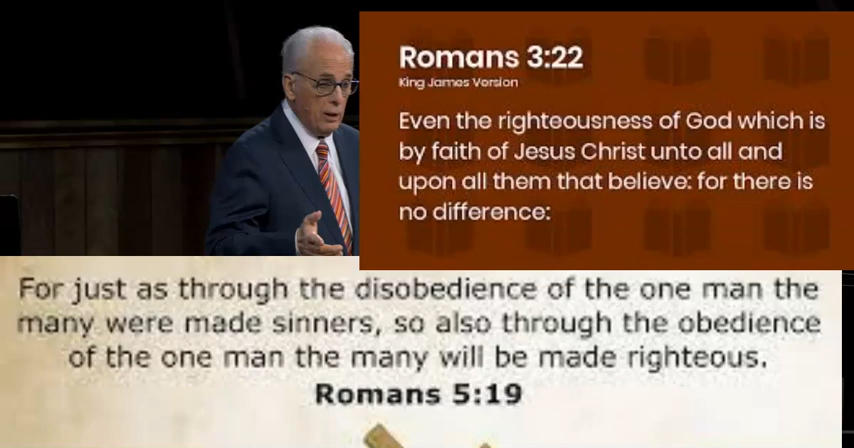 Romans 3:22
King James Version
Even the righteousness of God which is
by faith of Jesus Christ unto all and
upon all them that believe: for there is
no difference:
For just as through the disobedience of the one man the
many were made sinners, so also through the obedience
of the one man the many will be made righteous.
Romans 5:19